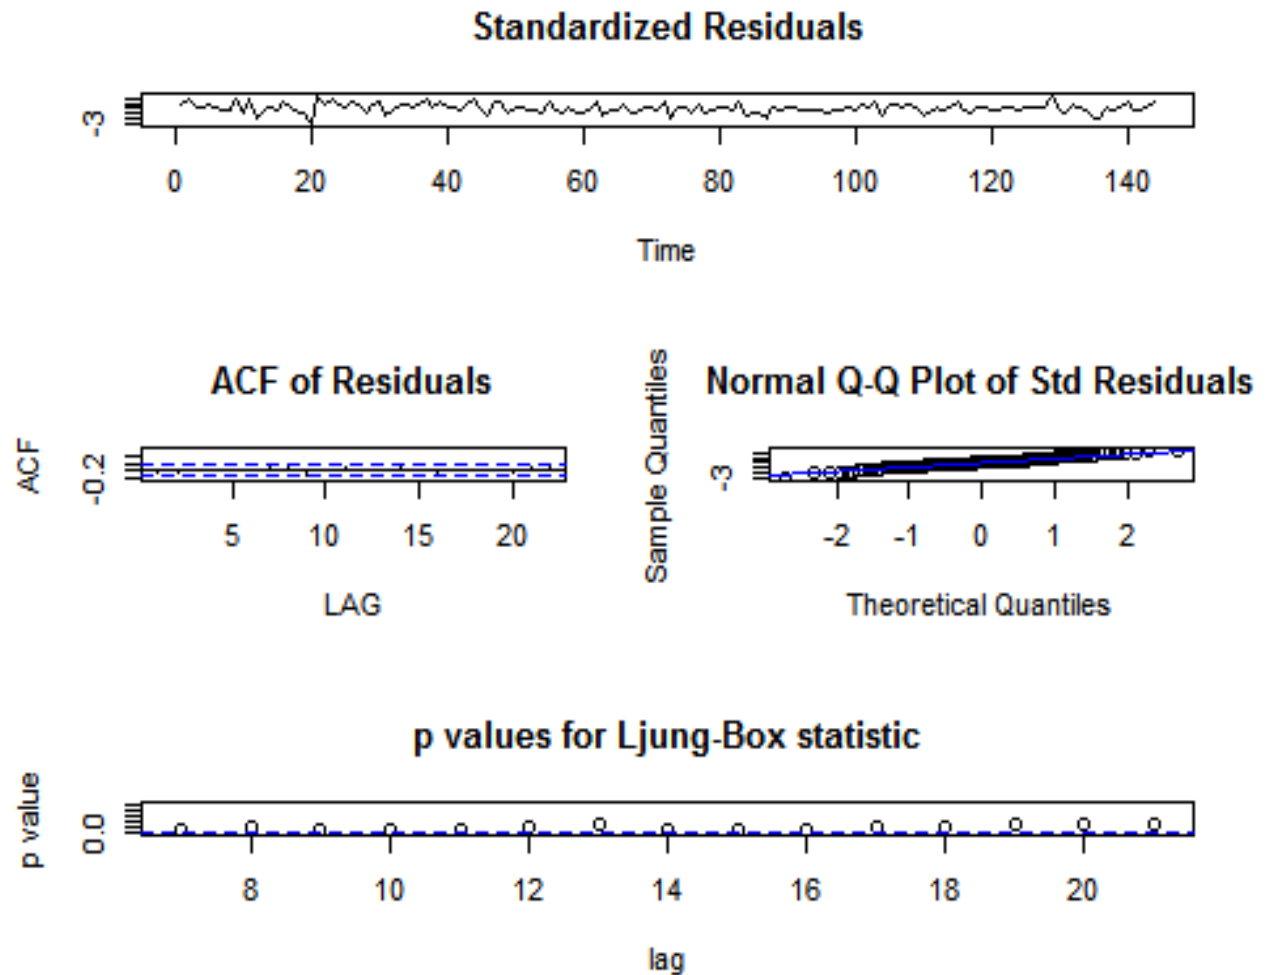 Standardized Residuals
-3
0 20 40 60 80 100 120 140
Time
ACF of Residuals
ACF
-0.2
5 10 15 20
LAG
Normal Q-Q Plot of Std Residuals
Sample Quantiles
-3
-2 -1 0 1 2
Theoretical Quantiles
p values for Ljung-Box statistic
p value
0.0
8 10 12 14 16 18 20
lag